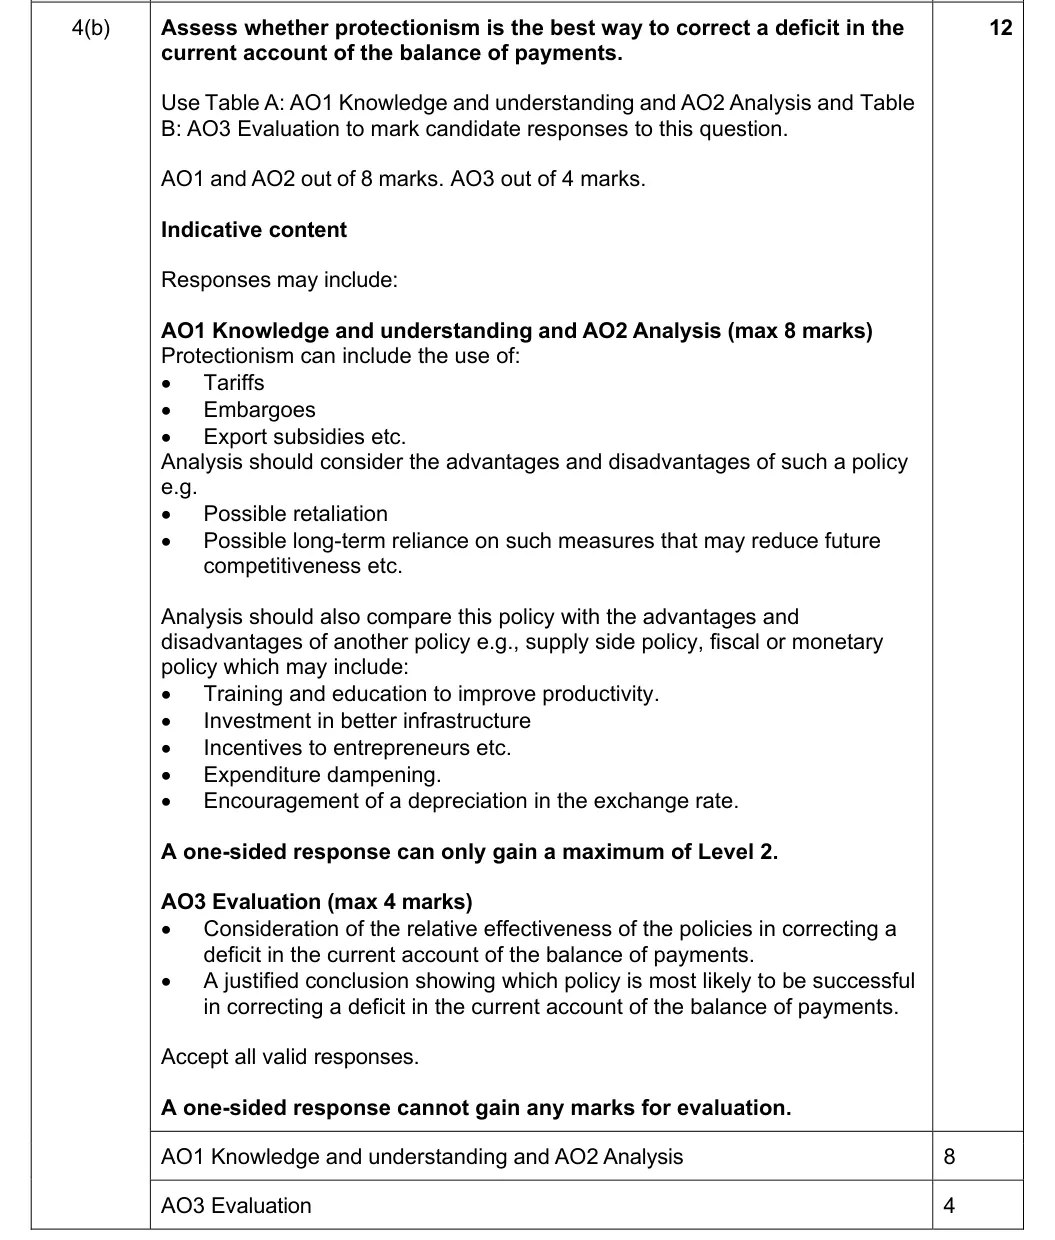 4(b)
Assess whether protectionism is the best way to correct a deficit in the
12
current account of the balance of payments.
Use Table A: AO1 Knowledge and understanding and AO2 Analysis and Table
B: AO3 Evaluation to mark candidate responses to this question.
AO1 and AO2 out of 8 marks. AO3 out of 4 marks.
Indicative content
Responses may include:
AO1 Knowledge and understanding and AO2 Analysis (max 8 marks)
Protectionism can include the use of:
• Tariffs
• Embargoes
• Export subsidies etc.
Analysis should consider the advantages and disadvantages of such a policy
e.g.
• Possible retaliation
• Possible long-term reliance on such measures that may reduce future
competitiveness etc.
Analysis should also compare this policy with the advantages and
disadvantages of another policy e.g., supply side policy, fiscal or monetary
policy which may include:
• Training and education to improve productivity.
• Investment in better infrastructure
• Incentives to entrepreneurs etc.
• Expenditure dampening.
• Encouragement of a depreciation in the exchange rate.
A one-sided response can only gain a maximum of Level 2.
AO3 Evaluation (max 4 marks)
• Consideration of the relative effectiveness of the policies in correcting a
deficit in the current account of the balance of payments.
• A justified conclusion showing which policy is most likely to be successful
in correcting a deficit in the current account of the balance of payments.
Accept all valid responses.
A one-sided response cannot gain any marks for evaluation.
AO1 Knowledge and understanding and AO2 Analysis
8
AO3 Evaluation
4